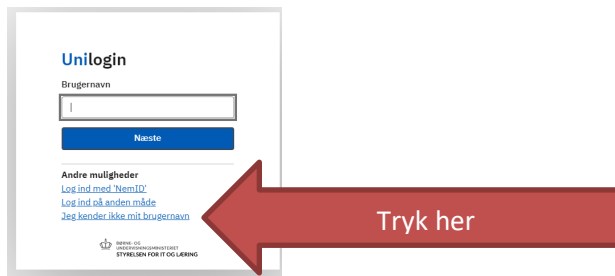 Unilogin
Brugernavn
Næste
Andre muligheder
Log ind med 'NemID'
Log ind på anden måde
Jeg kender ikke mit brugernavn
Tryk her
BØRNE- OG
UNDERVISNINGSMINISTERIET
STYRELSEN FOR IT OG LÆRING